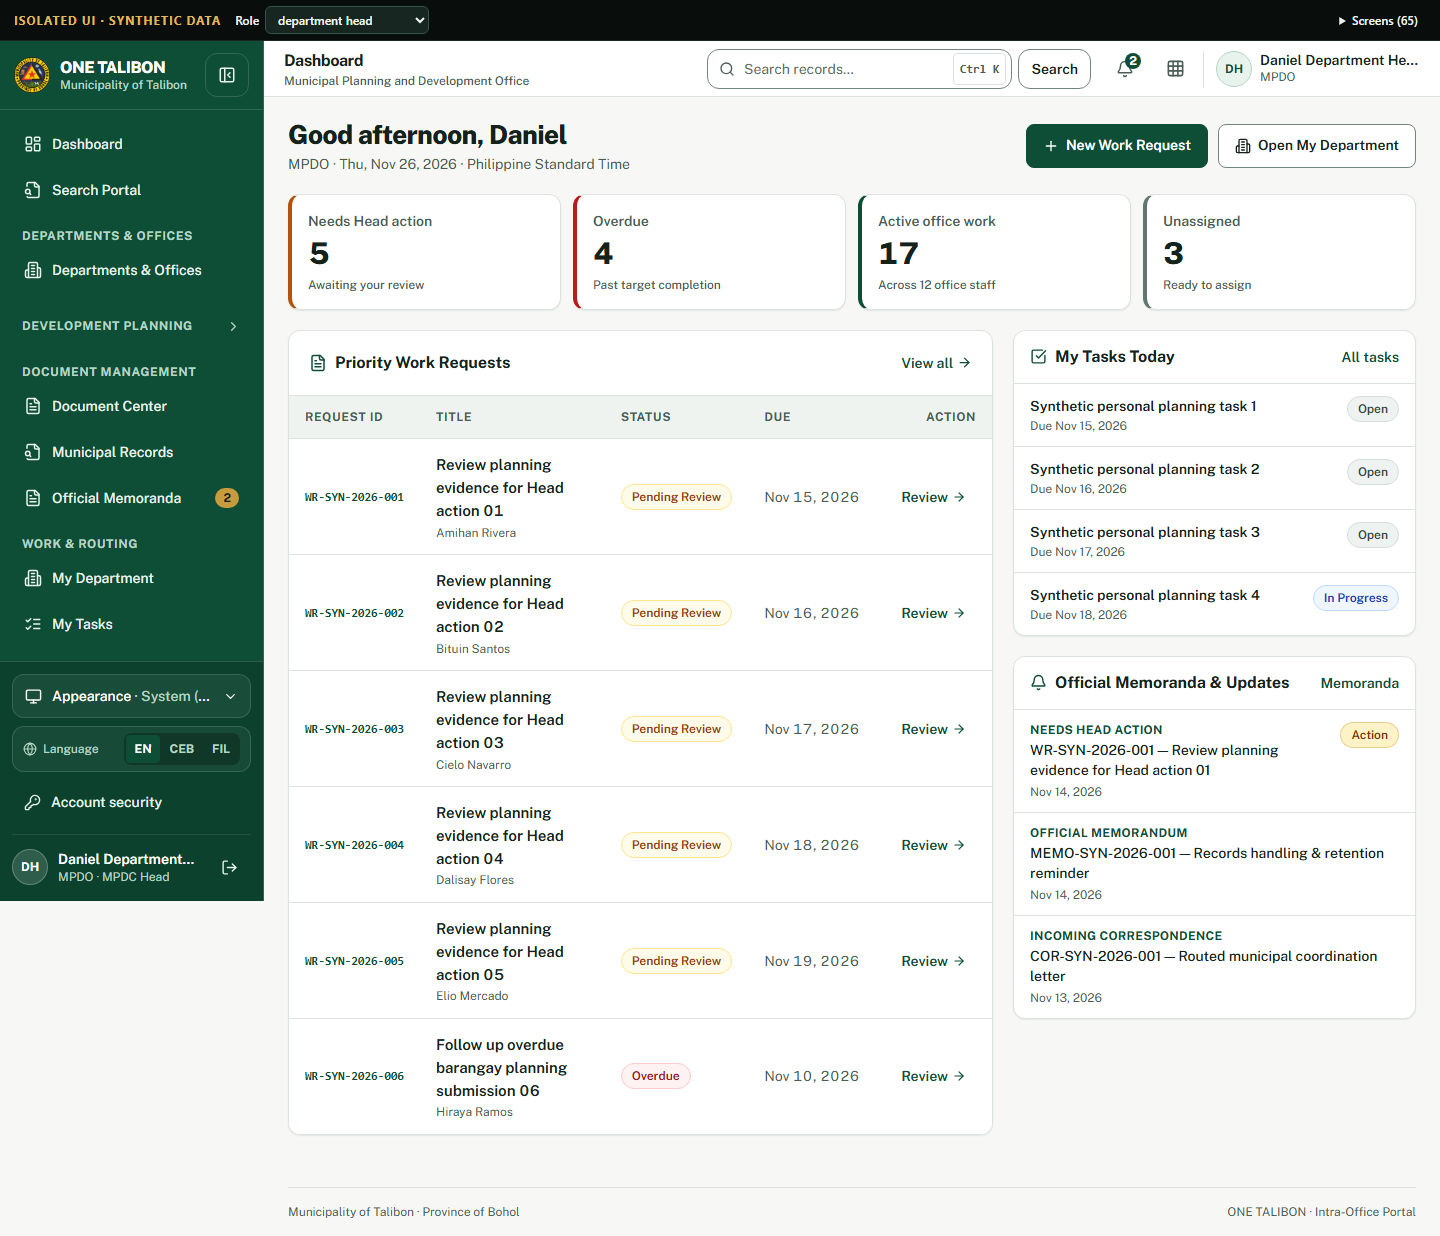 ISOLATED UI · SYNTHETIC DATA
Role
department head
Screens (65)
ONE TALIBON
Municipality of Talibon
Dashboard
Search Portal
DEPARTMENTS & OFFICES
Departments & Offices
DEVELOPMENT PLANNING
DOCUMENT MANAGEMENT
Document Center
Municipal Records
Official Memoranda
2
WORK & ROUTING
My Department
My Tasks
Appearance · System (...
Language
EN CEB FIL
Account security
DH
Daniel Department...
MPDO · MPDC Head
Dashboard
Municipal Planning and Development Office
Search records...
Ctrl K
Search
2
DH
Daniel Department He...
MPDO
Good afternoon, Daniel
MPDO · Thu, Nov 26, 2026 · Philippine Standard Time
New Work Request
Open My Department
Needs Head action
5
Awaiting your review
Overdue
4
Past target completion
Active office work
17
Across 12 office staff
Unassigned
3
Ready to assign
Priority Work Requests
View all
REQUEST ID TITLE STATUS DUE ACTION
WR-SYN-2026-001
Review planning
evidence for Head
action 01
Amihan Rivera
Pending Review
Nov 15, 2026
Review
WR-SYN-2026-002
Review planning
evidence for Head
action 02
Bituin Santos
Pending Review
Nov 16, 2026
Review
WR-SYN-2026-003
Review planning
evidence for Head
action 03
Cielo Navarro
Pending Review
Nov 17, 2026
Review
WR-SYN-2026-004
Review planning
evidence for Head
action 04
Dalisay Flores
Pending Review
Nov 18, 2026
Review
WR-SYN-2026-005
Review planning
evidence for Head
action 05
Elio Mercado
Pending Review
Nov 19, 2026
Review
WR-SYN-2026-006
Follow up overdue
barangay planning
submission 06
Hiraya Ramos
Overdue
Nov 10, 2026
Review
My Tasks Today
All tasks
Synthetic personal planning task 1
Due Nov 15, 2026
Open
Synthetic personal planning task 2
Due Nov 16, 2026
Open
Synthetic personal planning task 3
Due Nov 17, 2026
Open
Synthetic personal planning task 4
Due Nov 18, 2026
In Progress
Official Memoranda & Updates
Memoranda
NEEDS HEAD ACTION
WR-SYN-2026-001 — Review planning
evidence for Head action 01
Nov 14, 2026
Action
OFFICIAL MEMORANDUM
MEMO-SYN-2026-001 — Records handling & retention
reminder
Nov 14, 2026
INCOMING CORRESPONDENCE
COR-SYN-2026-001 — Routed municipal coordination
letter
Nov 13, 2026
Municipality of Talibon · Province of Bohol
ONE TALIBON · Intra-Office Portal